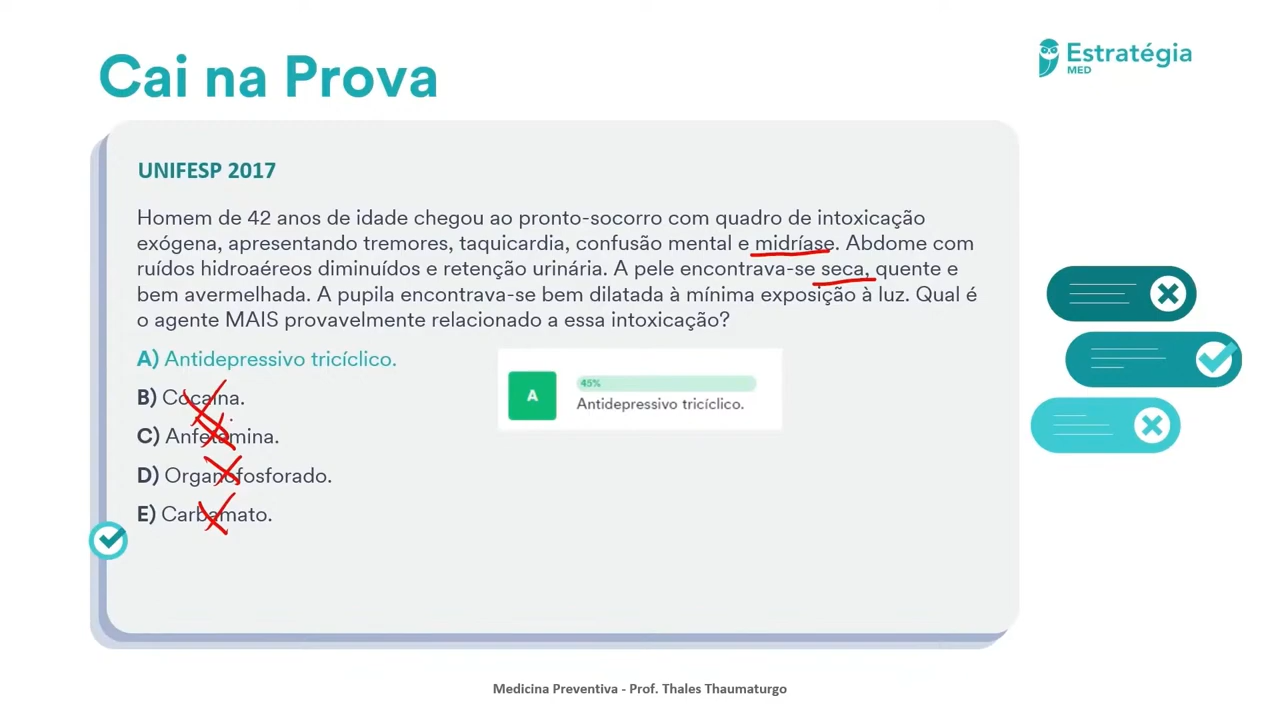 Cai na Prova
Estratégia
MED
UNIFESP 2017
Homem de 42 anos de idade chegou ao pronto-socorro com quadro de intoxicação
exógena, apresentando tremores, taquicardia, confusão mental e midríase. Abdome com
ruídos hidroaéreos diminuídos e retenção urinária. A pele encontrava-se seca, quente e
bem avermelhada. A pupila encontrava-se bem dilatada à mínima exposição à luz. Qual é
o agente MAIS provavelmente relacionado a essa intoxicação?
A) Antidepressivo tricíclico.
B) Cocaína.
C) Anfetamina.
D) Organofosforado.
E) Carbamato.
45%
A
Antidepressivo tricíclico.
Medicina Preventiva - Prof. Thales Thaumaturgo